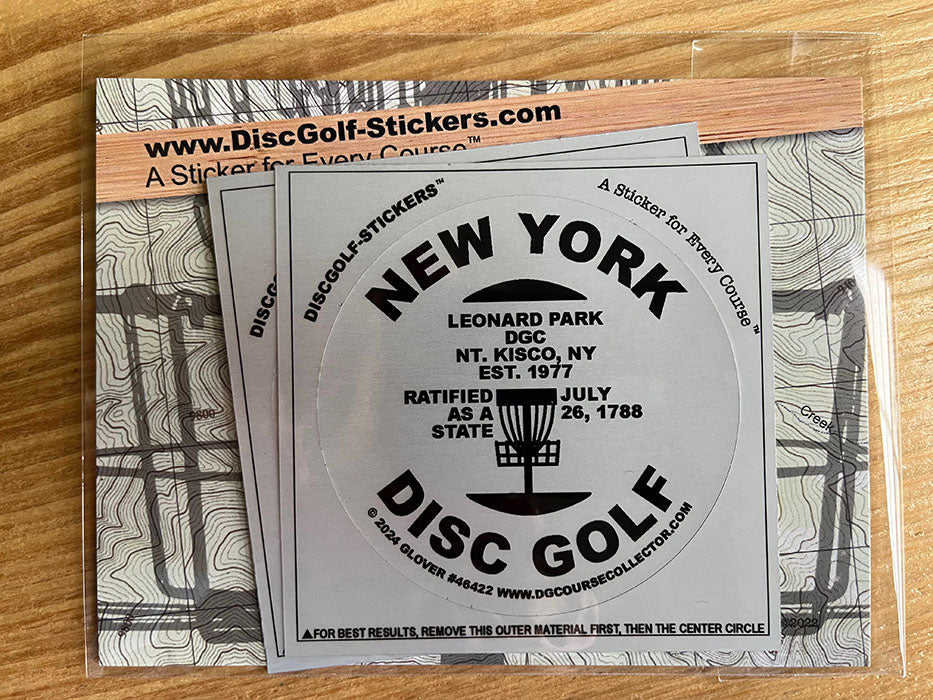 www.DiscGolf-Stickers.com
A Sticker for Every Course™
DISCG
DISCGOLF-STICKERS™
A Sticker for Every Course™
NEW YORK
LEONARD PARK
DGC
NT. KISCO, NY
EST. 1977
RATIFIED
AS A
STATE
JULY
26, 1788
DISC GOLF
© 2024 GLOVER #46422 WWW.DGCOURSECOLLECTOR.COM
▲FOR BEST RESULTS, REMOVE THIS OUTER MATERIAL FIRST, THEN THE CENTER CIRCLE
Creek
©2022